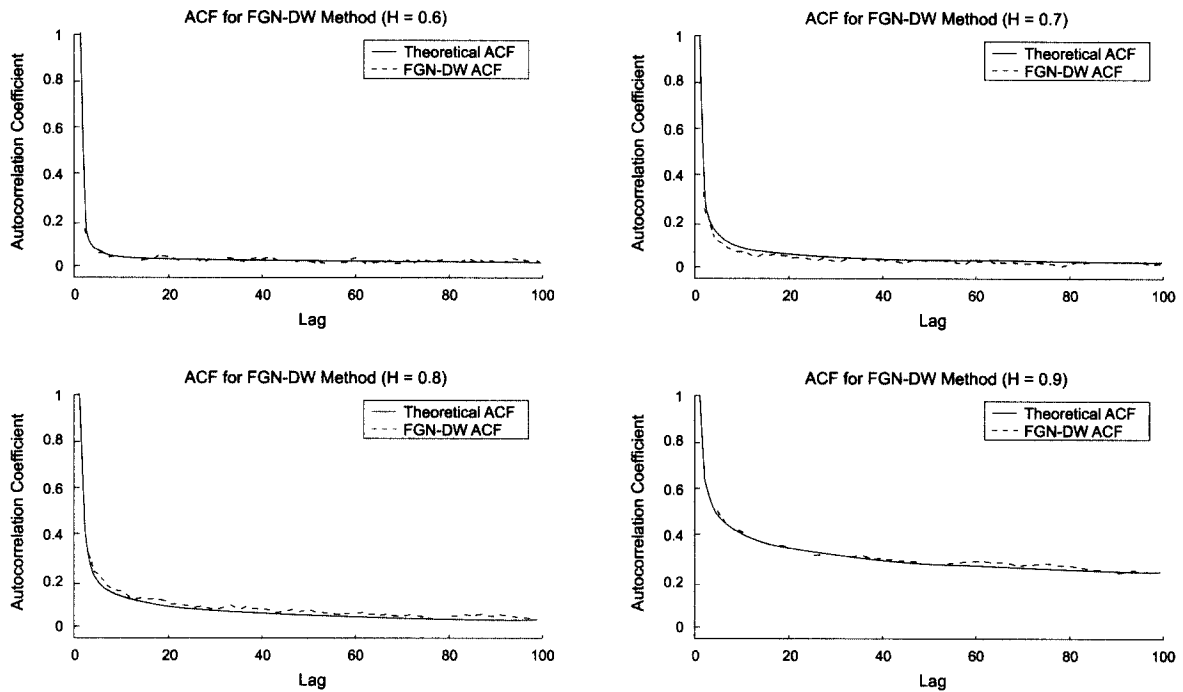 ACF for FGN-DW Method (H = 0.6)
Autocorrelation Coefficient
1
0.8
0.6
0.4
0.2
0
Theoretical ACF
FGN-DW ACF
0 20 40 60 80 100
Lag
ACF for FGN-DW Method (H = 0.7)
Autocorrelation Coefficient
1
0.8
0.6
0.4
0.2
0
Theoretical ACF
FGN-DW ACF
0 20 40 60 80 100
Lag
ACF for FGN-DW Method (H = 0.8)
Autocorrelation Coefficient
1
0.8
0.6
0.4
0.2
0
Theoretical ACF
FGN-DW ACF
0 20 40 60 80 100
Lag
ACF for FGN-DW Method (H = 0.9)
Autocorrelation Coefficient
1
0.8
0.6
0.4
0.2
0
Theoretical ACF
FGN-DW ACF
0 20 40 60 80 100
Lag